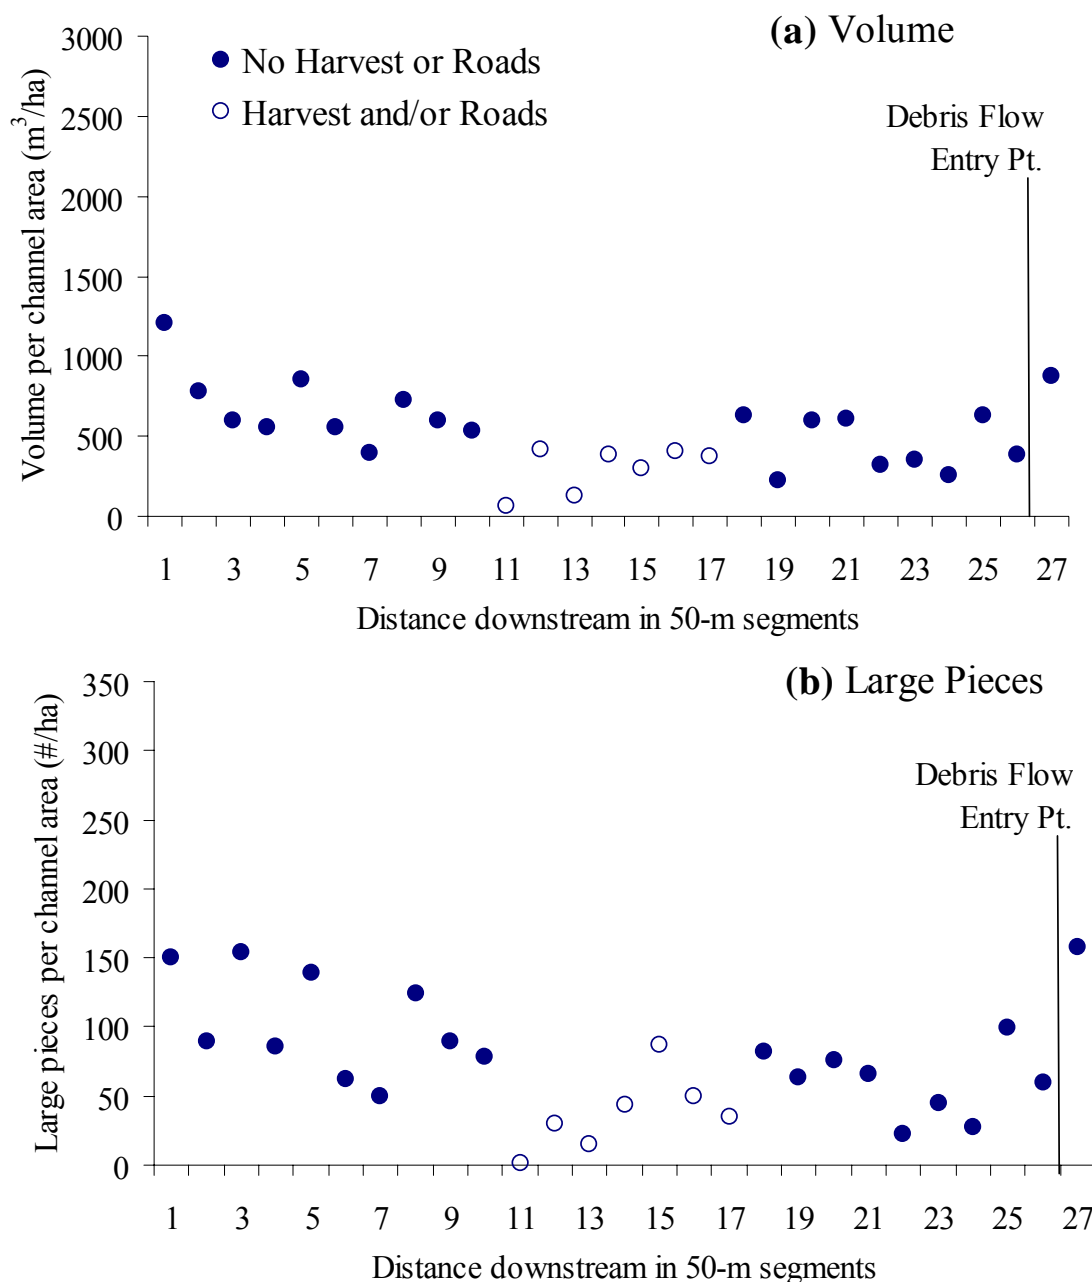 (a) Volume
No Harvest or Roads
Harvest and/or Roads
Debris Flow
Entry Pt.
Volume per channel area (m³/ha)
3000
2500
2000
1500
1000
500
0
1 3 5 7 9 11 13 15 17 19 21 23 25 27
Distance downstream in 50-m segments
(b) Large Pieces
Debris Flow
Entry Pt.
Large pieces per channel area (#/ha)
350
300
250
200
150
100
50
0
1 3 5 7 9 11 13 15 17 19 21 23 25 27
Distance downstream in 50-m segments